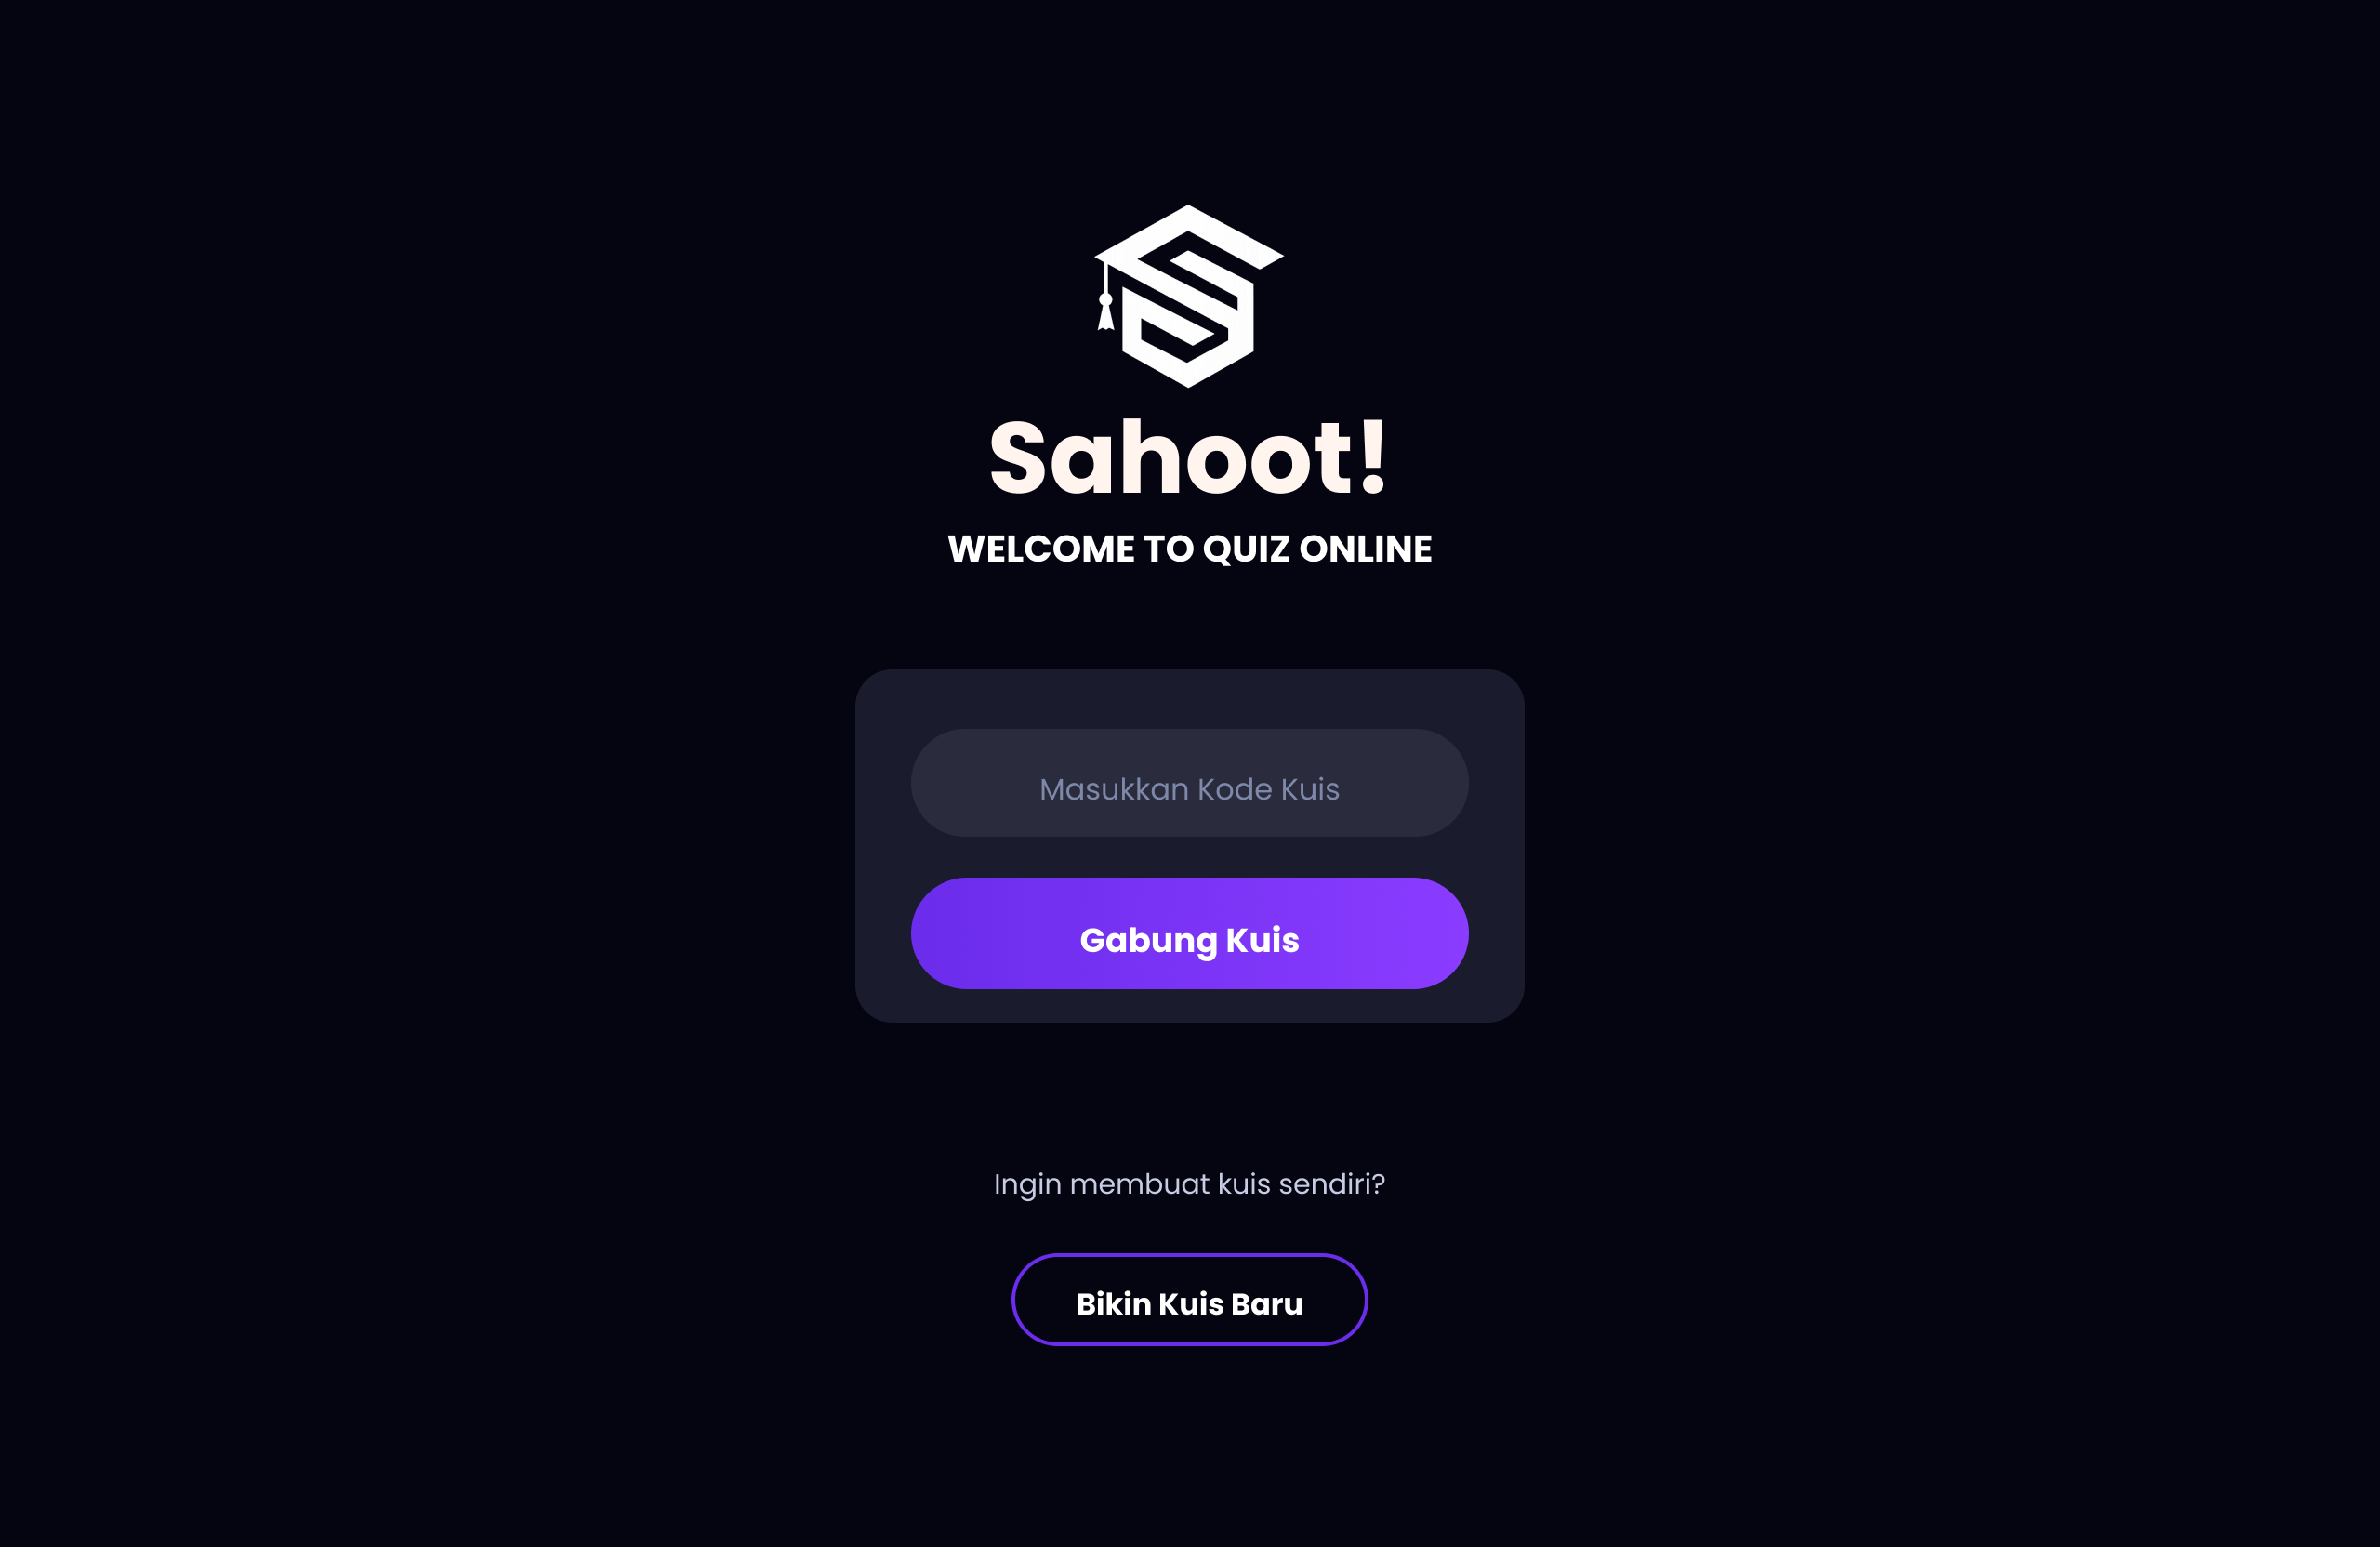 Sahoot!
WELCOME TO QUIZ ONLINE
Masukkan Kode Kuis
Gabung Kuis
Ingin membuat kuis sendiri?
Bikin Kuis Baru